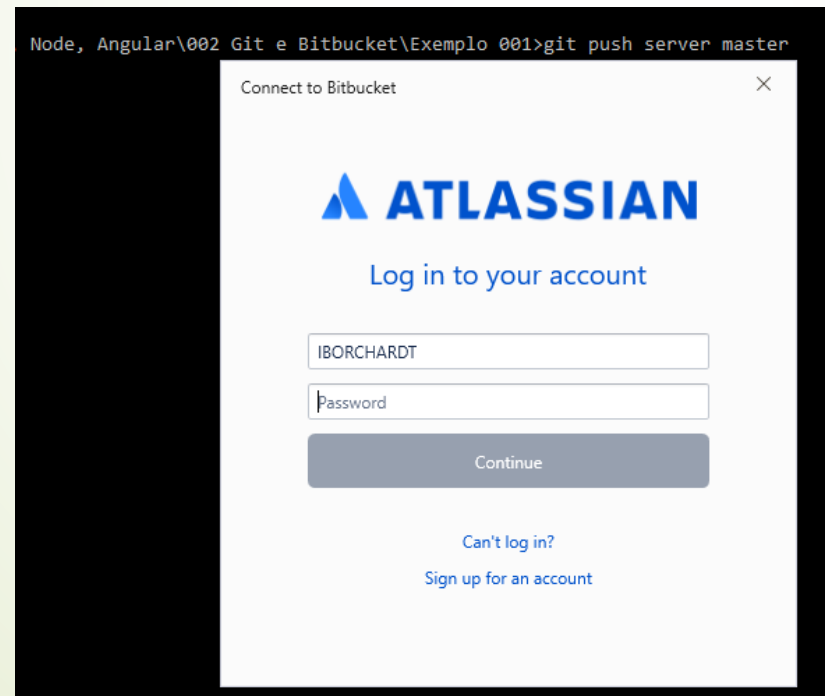 Node, Angular\002 Git e Bitbucket\Exemplo 001>git push server master
Connect to Bitbucket
ATLASSIAN
Log in to your account
IBORCHARDT
Password
Continue
Can't log in?
Sign up for an account